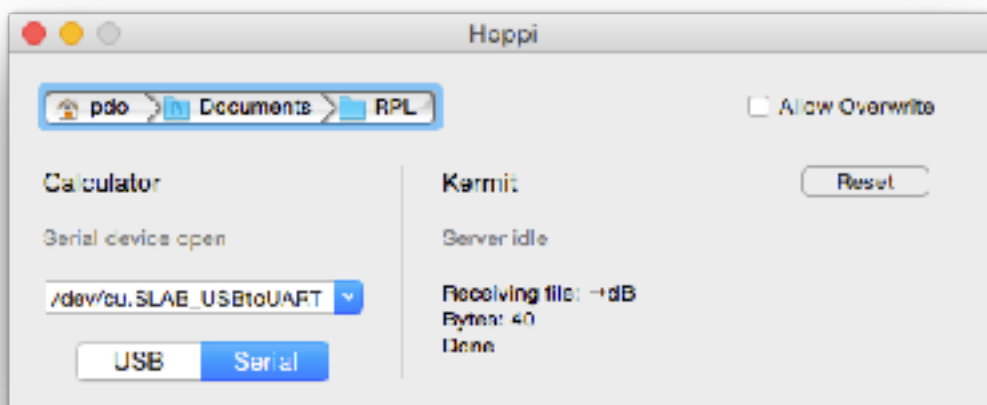 Hoppi
pdo Documents RPL
Allow Overwrite
Calculator
Kermit
Reset
Serial device open
Server idle
/dev/cu.SLAB_USBtoUART
Receiving file: →dB
Bytes: 40
Done
USB Serial